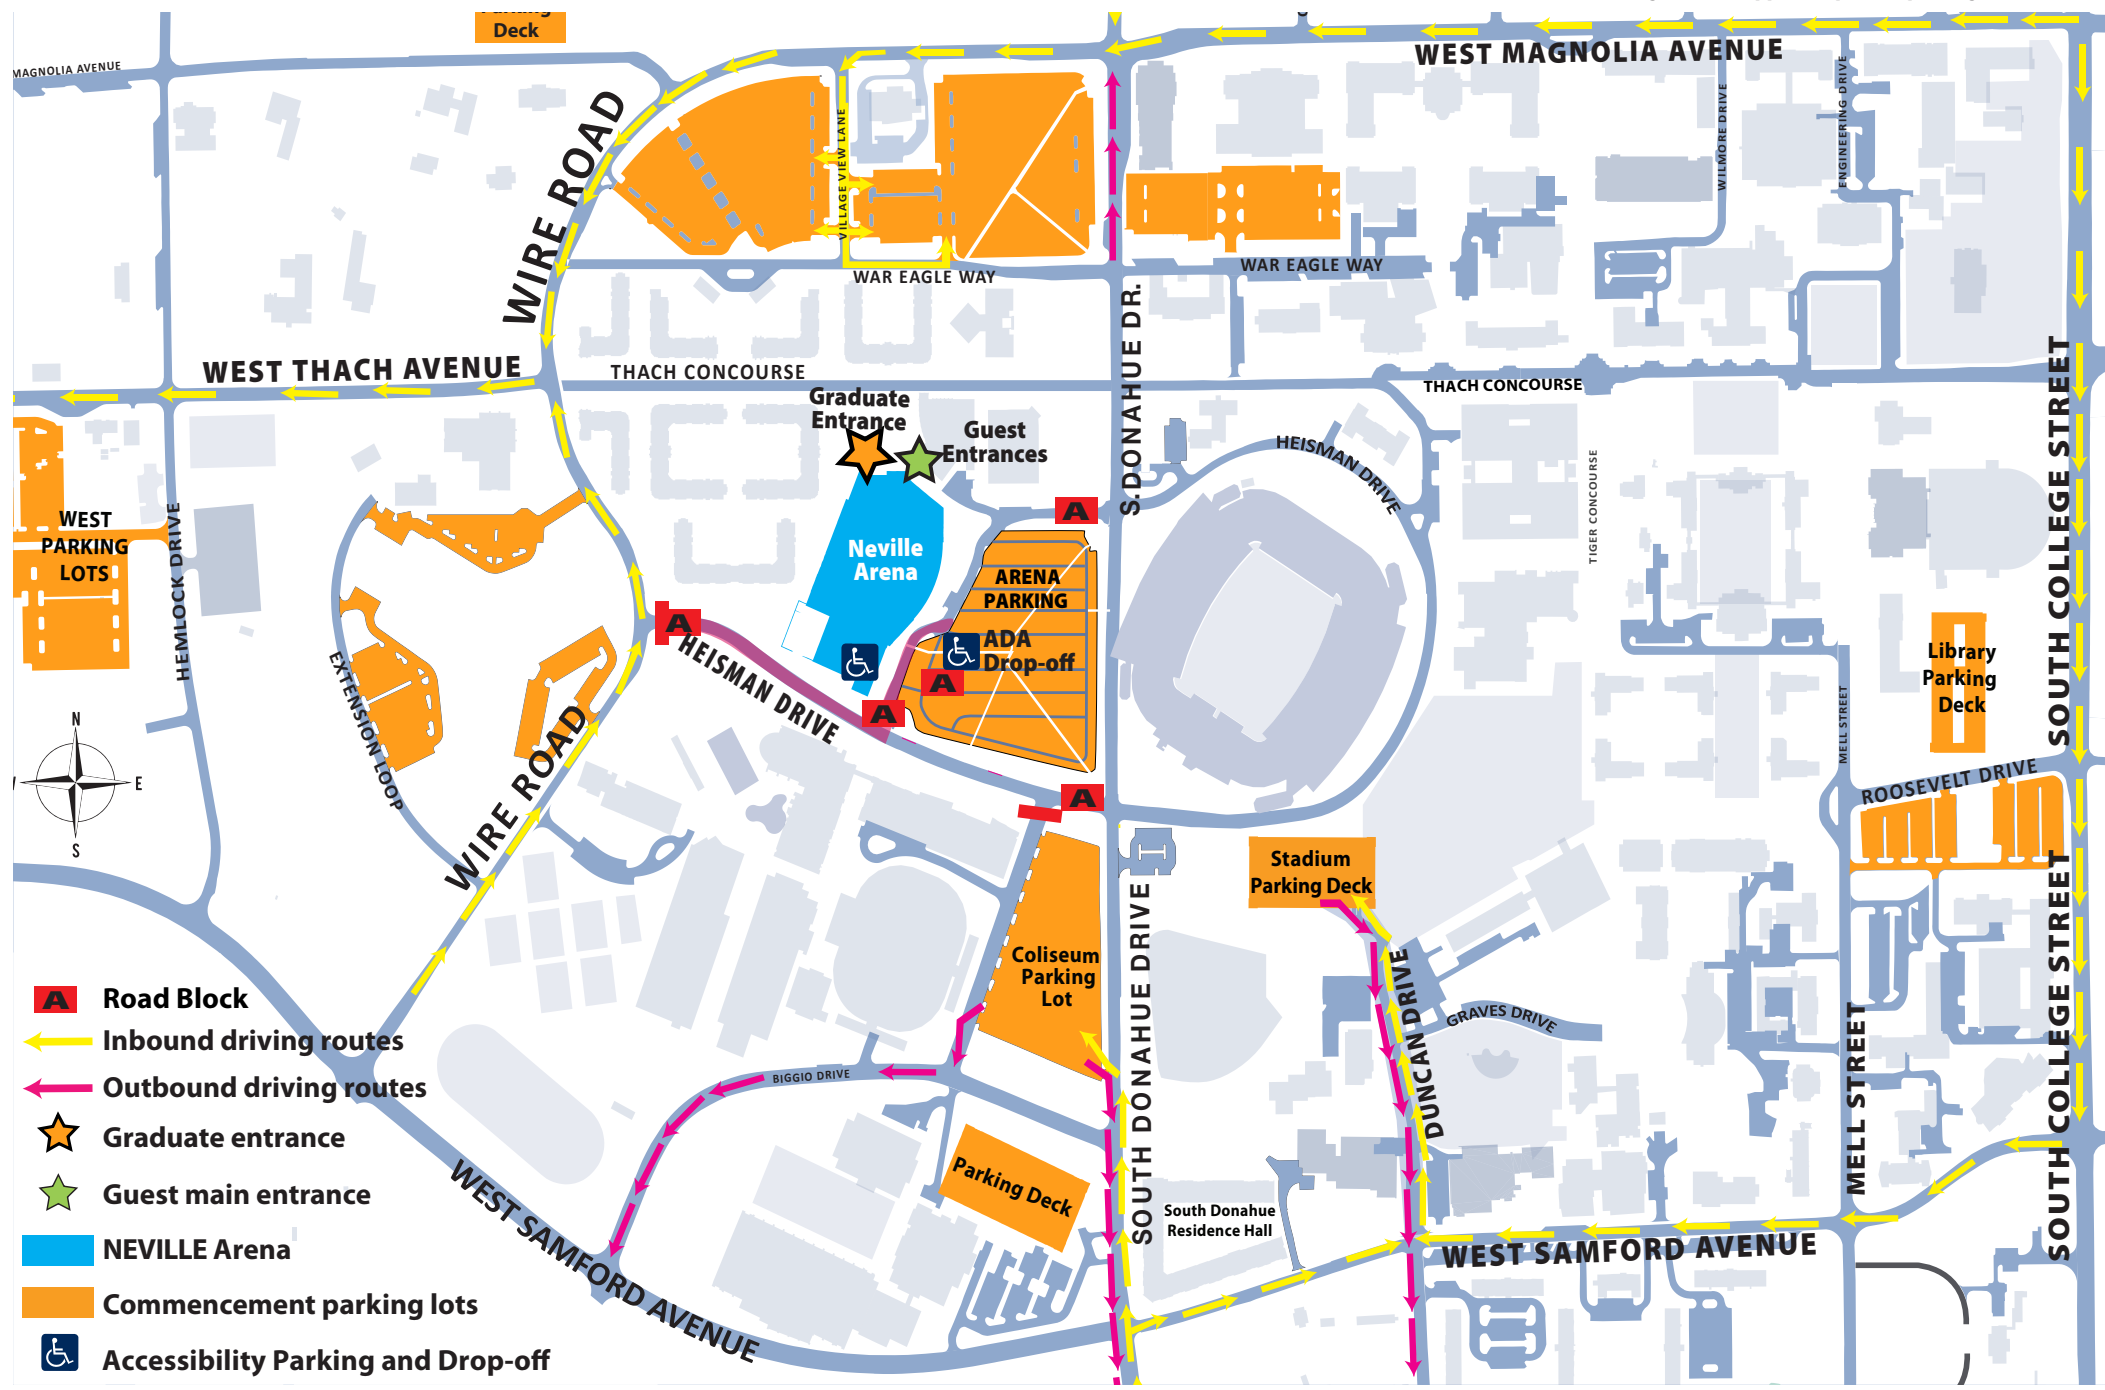 Deck
MAGNOLIA AVENUE
WEST MAGNOLIA AVENUE
WIRE ROAD
VILLAGE VIEW LANE
WILMORE DRIVE
ENGINEERING DRIVE
WAR EAGLE WAY
WAR EAGLE WAY
S.DONAHUE DR.
WEST THACH AVENUE
THACH CONCOURSE
THACH CONCOURSE
Graduate
Entrance
Guest
Entrances
HEISMAN DRIVE
TIGER CONCOURSE
SOUTH COLLEGE STREET
WEST
PARKING
LOTS
HEMLOCK DRIVE
A
Neville
Arena
ARENA
PARKING
A
HEISMAN DRIVE
ADA
Drop-off
A
A
A
EXTENSION LOOP
WIRE ROAD
Library
Parking
Deck
MELL STREET
ROOSEVELT DRIVE
N
E
S
Stadium
Parking Deck
Coliseum
Parking
Lot
SOUTH DONAHUE DRIVE
DUNCAN DRIVE
GRAVES DRIVE
MELL STREET
SOUTH COLLEGE STREET
BIGGIO DRIVE
Parking Deck
South Donahue
Residence Hall
WEST SAMFORD AVENUE
WEST SAMFORD AVENUE
A Road Block
Inbound driving routes
Outbound driving routes
Graduate entrance
Guest main entrance
NEVILLE Arena
Commencement parking lots
Accessibility Parking and Drop-off